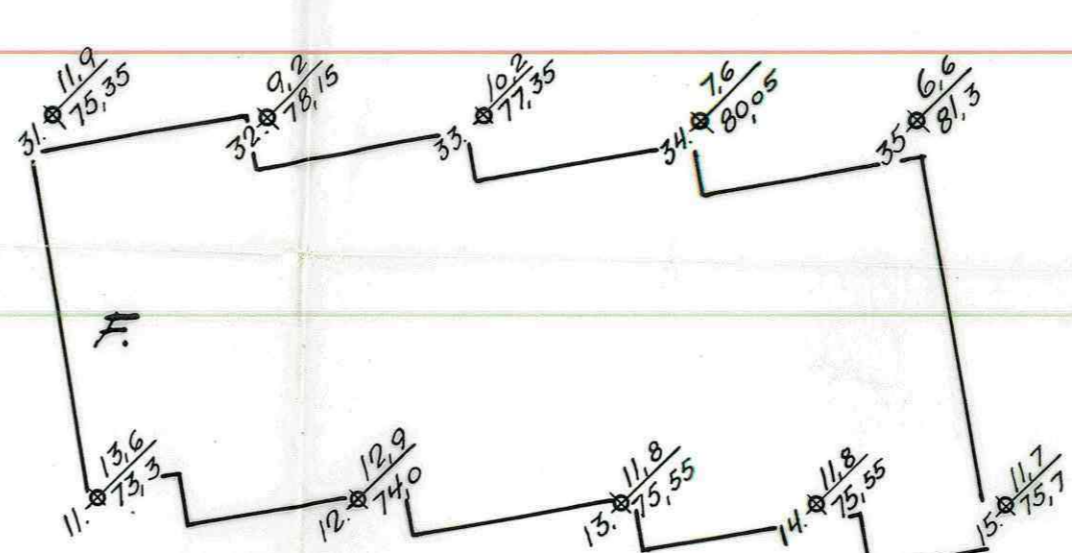 31. 11,9 75,35
32. 9,2 78,15
33. 10,2 77,35
34. 7,6 80,05
35 6,6 81,3
F.
11. 13,6 73,3
12. 12,9 74,0
13. 11,8 75,55
14. 11,8 75,55
15. 11,7 75,7